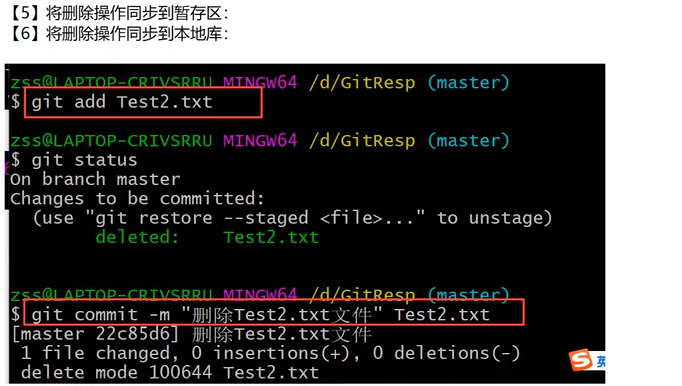 【5】将删除操作同步到暂存区：
【6】将删除操作同步到本地库：
zss@LAPTOP-CRIVSRRU MINGW64 /d/GitResp (master)
$ git add Test2.txt
zss@LAPTOP-CRIVSRRU MINGW64 /d/GitResp (master)
$ git status
On branch master
Changes to be committed:
(use "git restore --staged <file>..." to unstage)
deleted: Test2.txt
zss@LAPTOP-CRIVSRRU MINGW64 /d/GitResp (master)
$ git commit -m "删除Test2.txt文件" Test2.txt
[master 22c85d6] 删除Test2.txt文件
1 file changed, 0 insertions(+), 0 deletions(-)
delete mode 100644 Test2.txt
S 英